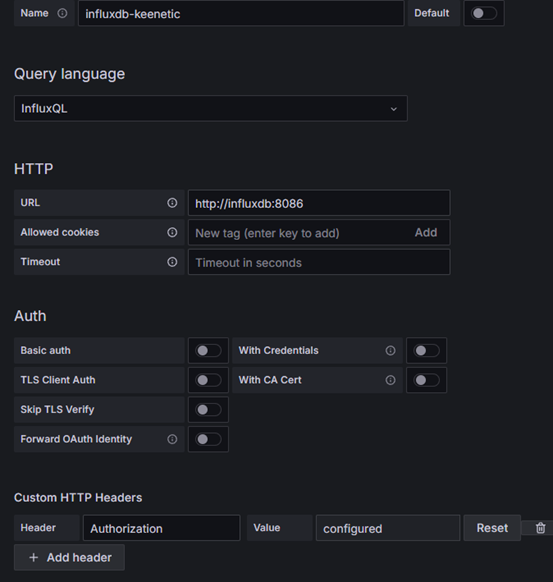 Name influxdb-keenetic Default
Query language
InfluxQL
HTTP
URL http://influxdb:8086
Allowed cookies New tag (enter key to add) Add
Timeout Timeout in seconds
Auth
Basic auth With Credentials
TLS Client Auth With CA Cert
Skip TLS Verify
Forward OAuth Identity
Custom HTTP Headers
Header Authorization Value configured Reset
+ Add header